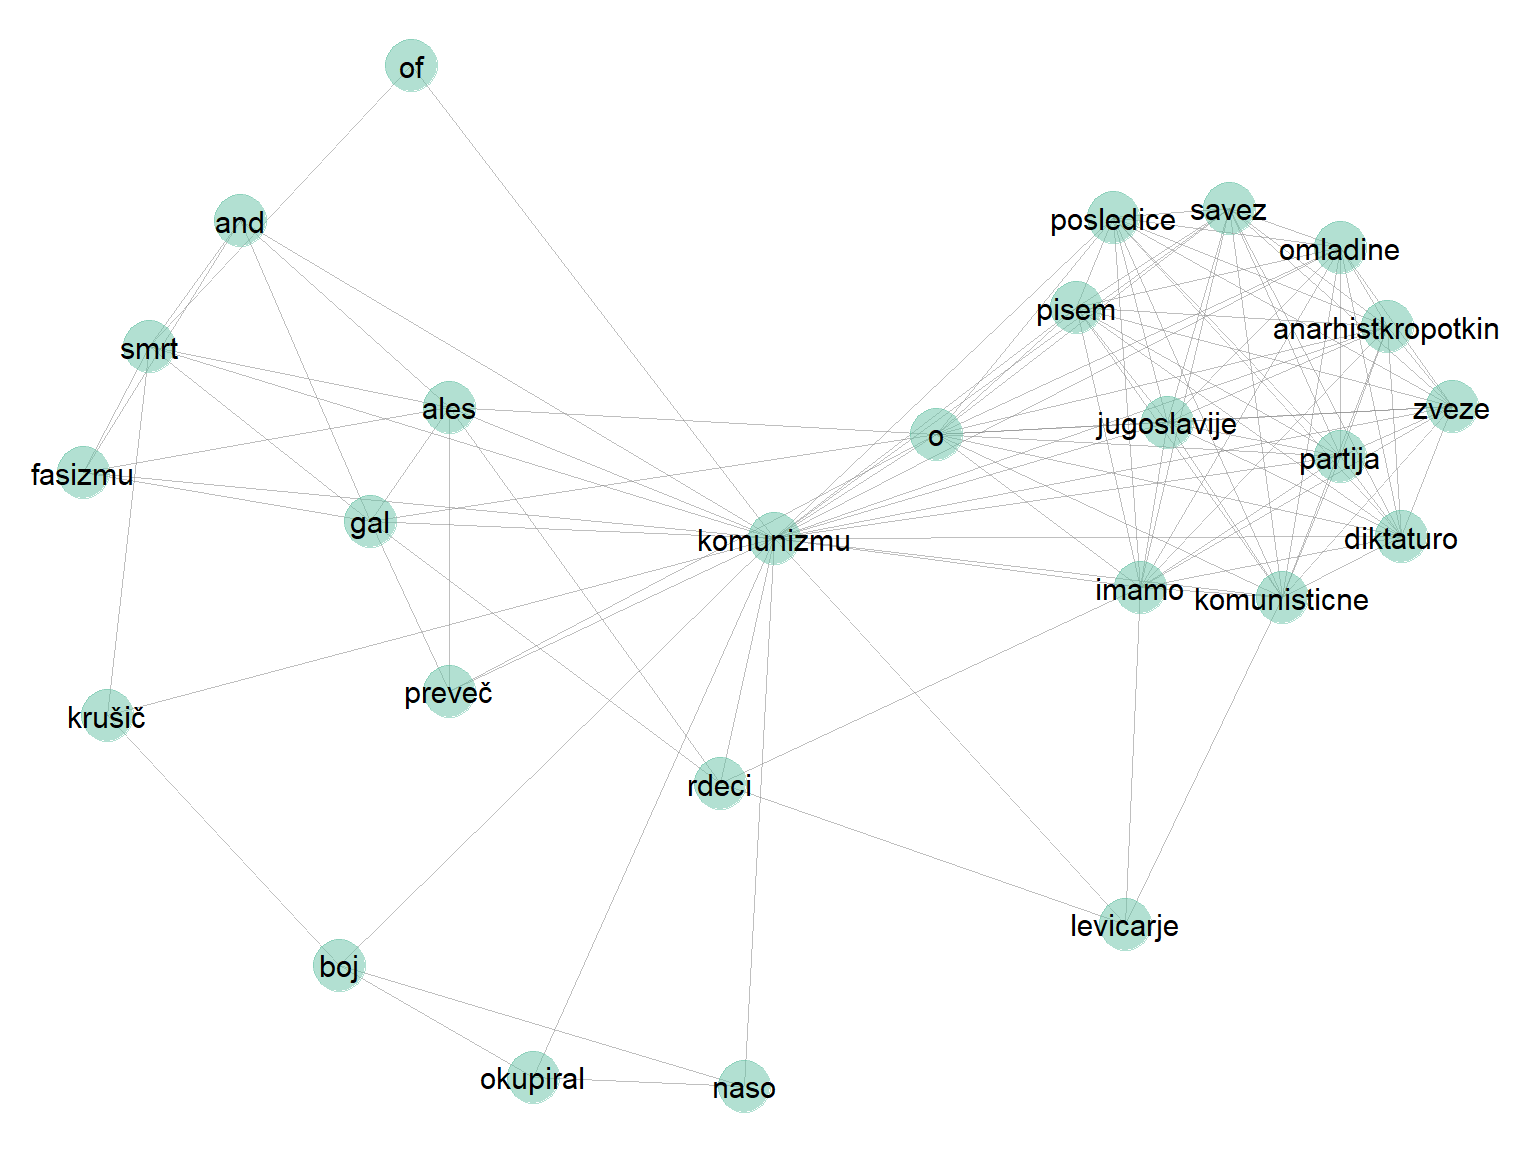 of
savez
posledice
and
omladine
pisem
anarhistkropotkin
smrt
ales
zveze
jugoslavije
o
partija
fasizmu
gal
diktaturo
komunizmu
imamo
komunisticne
preveč
krušič
rdeci
levicarje
boj
okupiral
naso